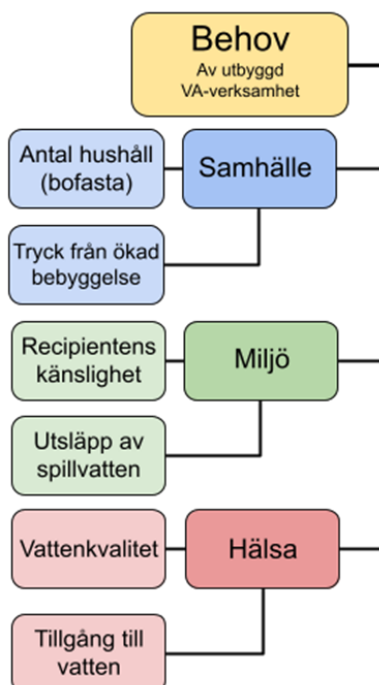 Behov
Av utbyggd
VA-verksamhet
Antal hushåll
(bofasta)
Samhälle
Tryck från ökad
bebyggelse
Recipientens
känslighet
Miljö
Utsläpp av
spillvatten
Vattenkvalitet
Hälsa
Tillgång till
vatten